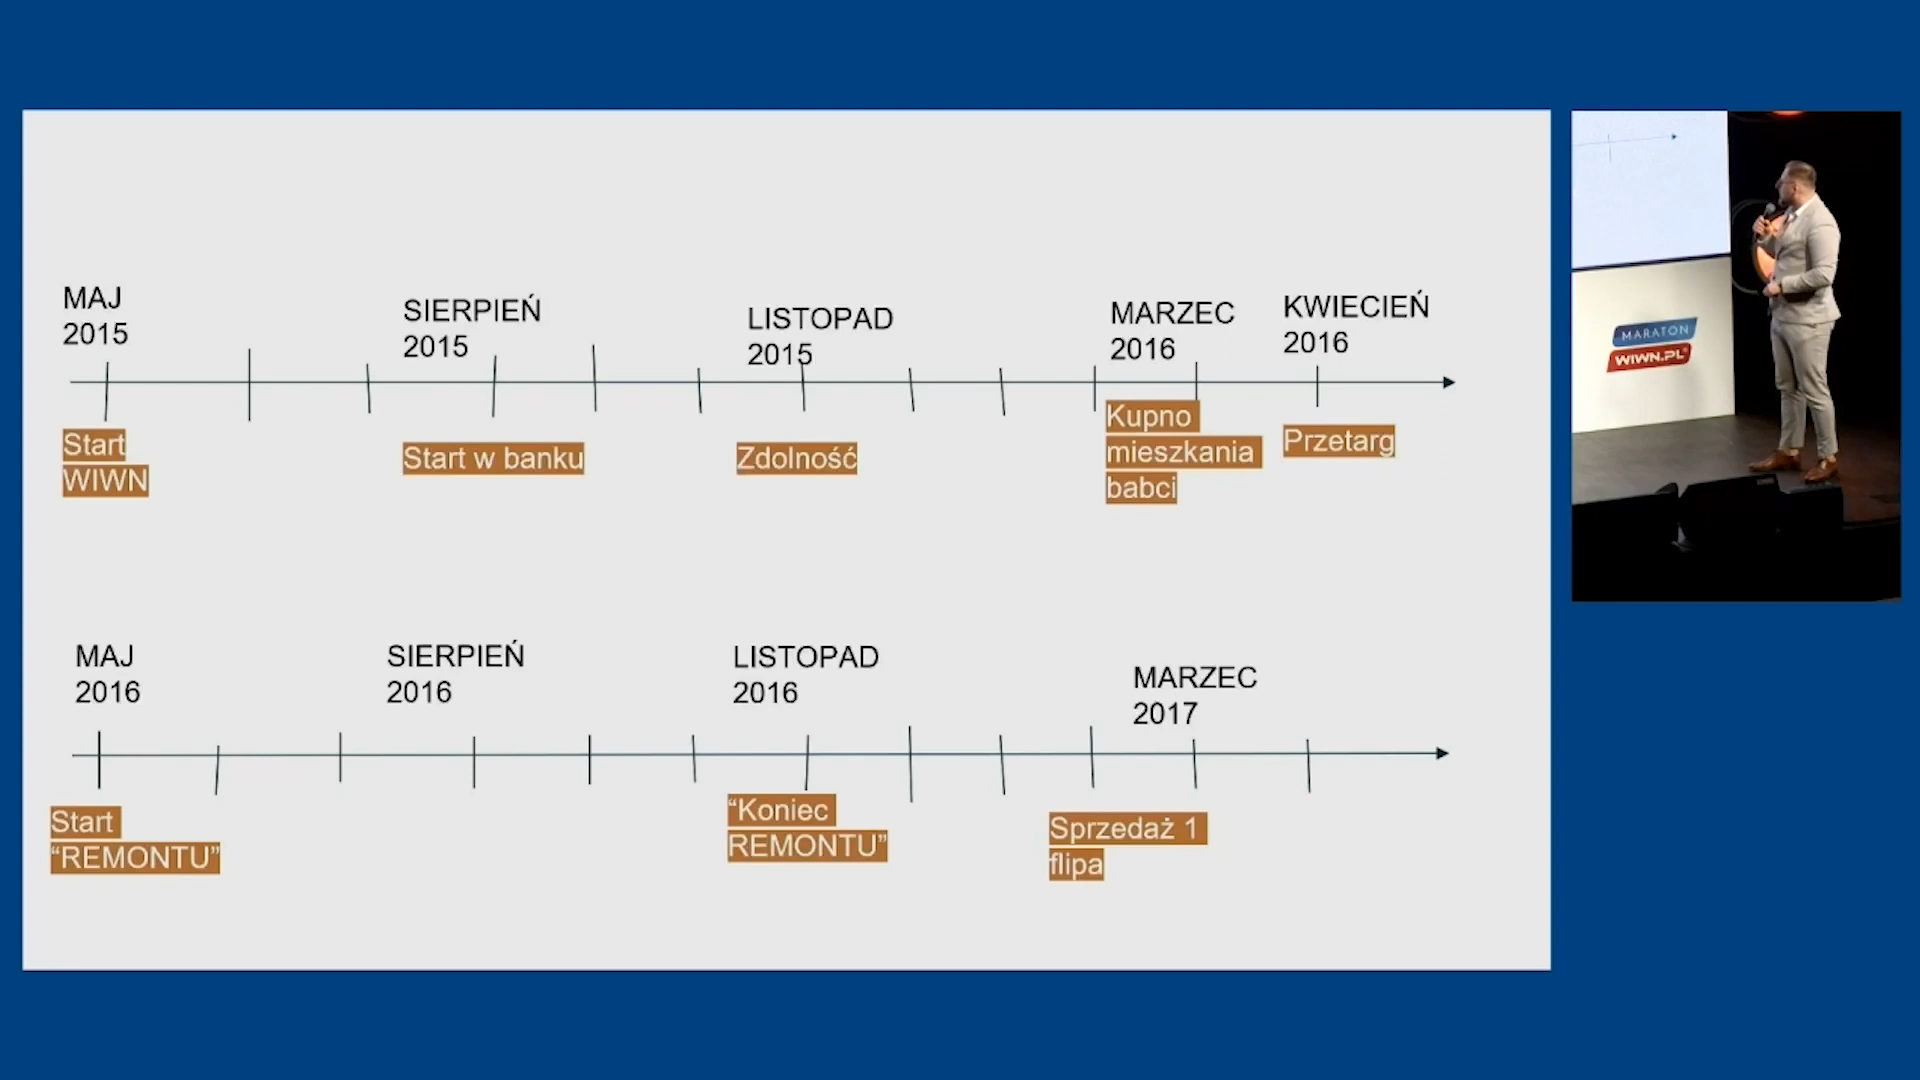 MAJ
2015
SIERPIEŃ
2015
LISTOPAD
2015
MARZEC
2016
KWIECIEŃ
2016
Start
WIWN
Start w banku
Zdolność
Kupno
mieszkania
babci
Przetarg
MAJ
2016
SIERPIEŃ
2016
LISTOPAD
2016
MARZEC
2017
Start
“REMONTU”
“Koniec
REMONTU”
Sprzedaż 1
flipa
MARATON
WIWN.PL®